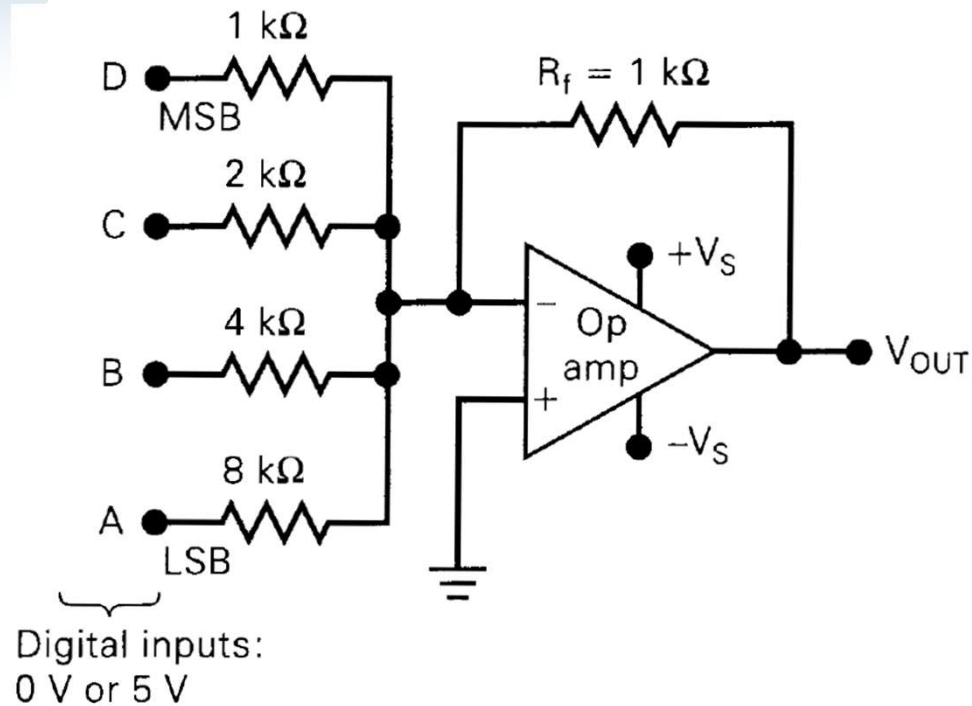 1 kΩ
D
MSB
R_f = 1 kΩ
2 kΩ
C
+V_S
4 kΩ
−
Op
amp
B
V_OUT
+
−V_S
8 kΩ
A
LSB
Digital inputs:
0 V or 5 V